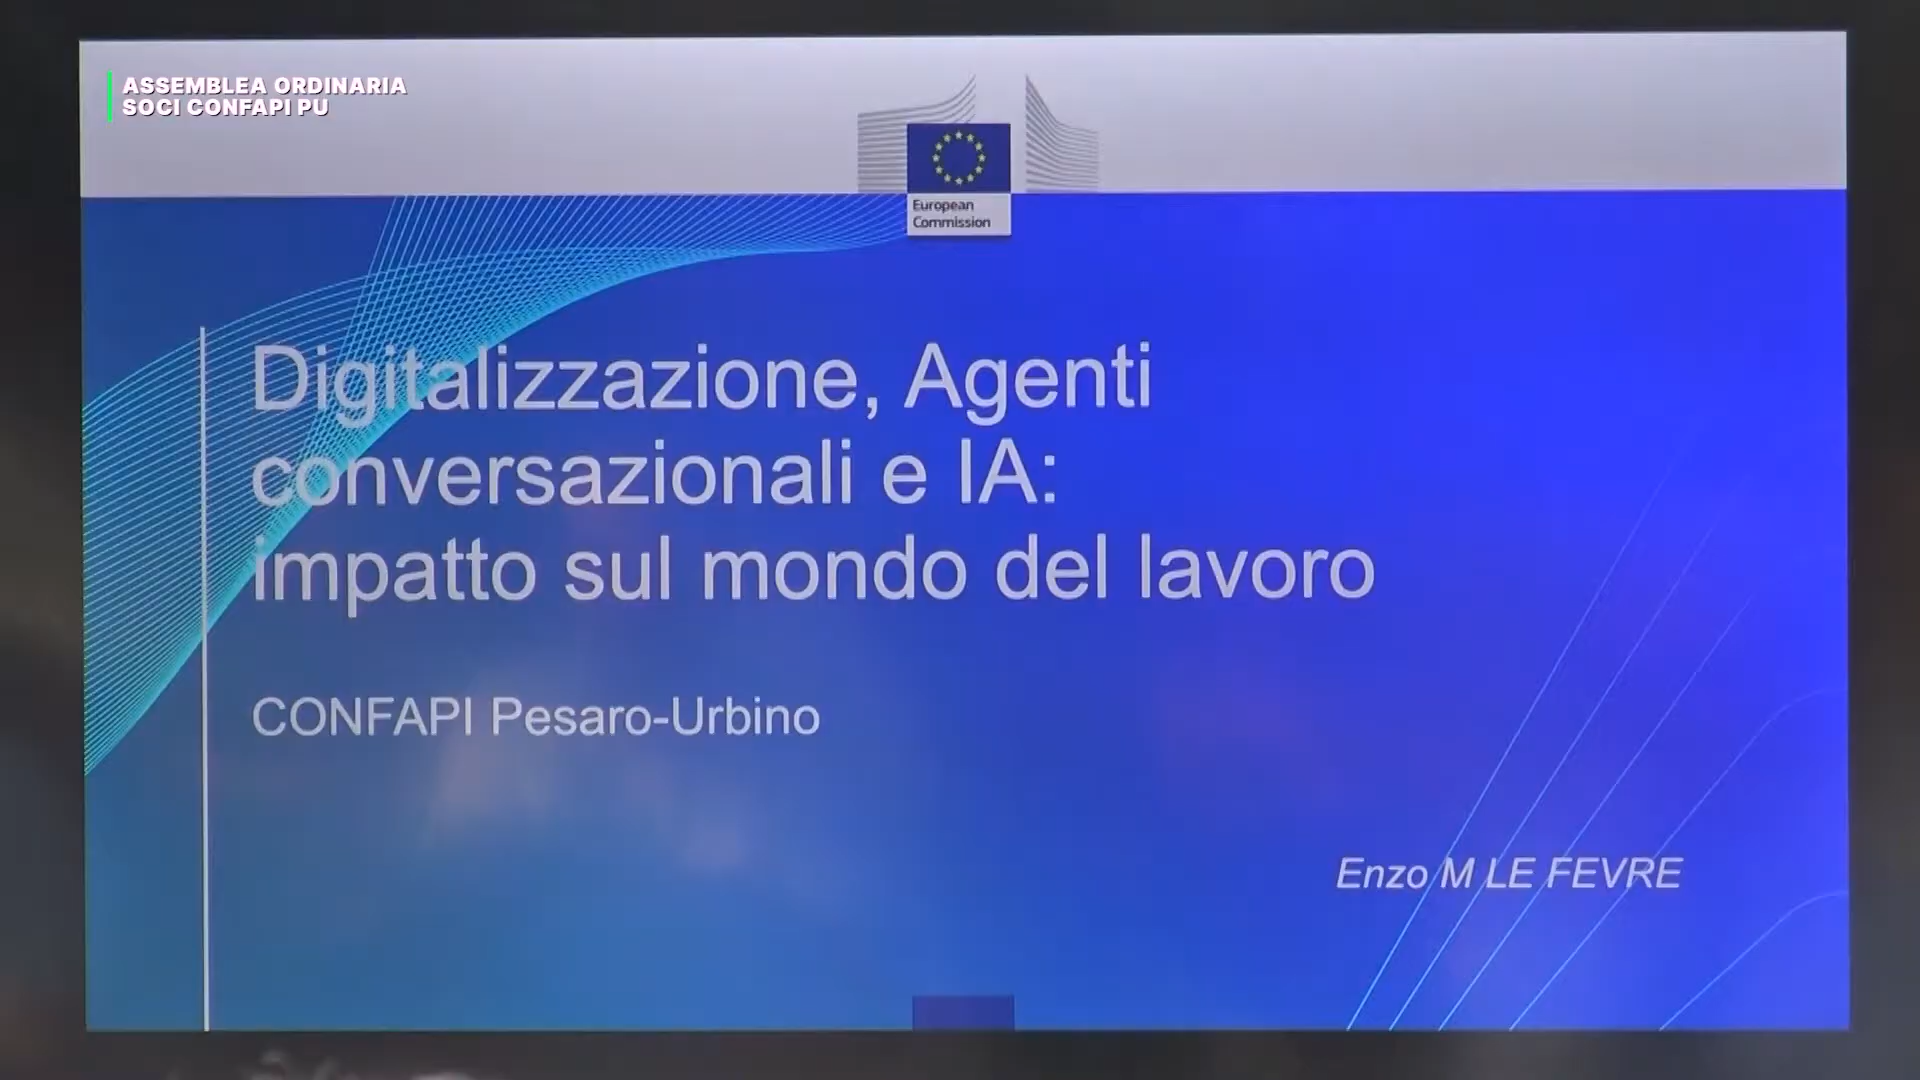 ASSEMBLEA ORDINARIA
SOCI CONFAPI PU
European
Commission
Digitalizzazione, Agenti
conversazionali e IA:
impatto sul mondo del lavoro
CONFAPI Pesaro-Urbino
Enzo M LE FEVRE